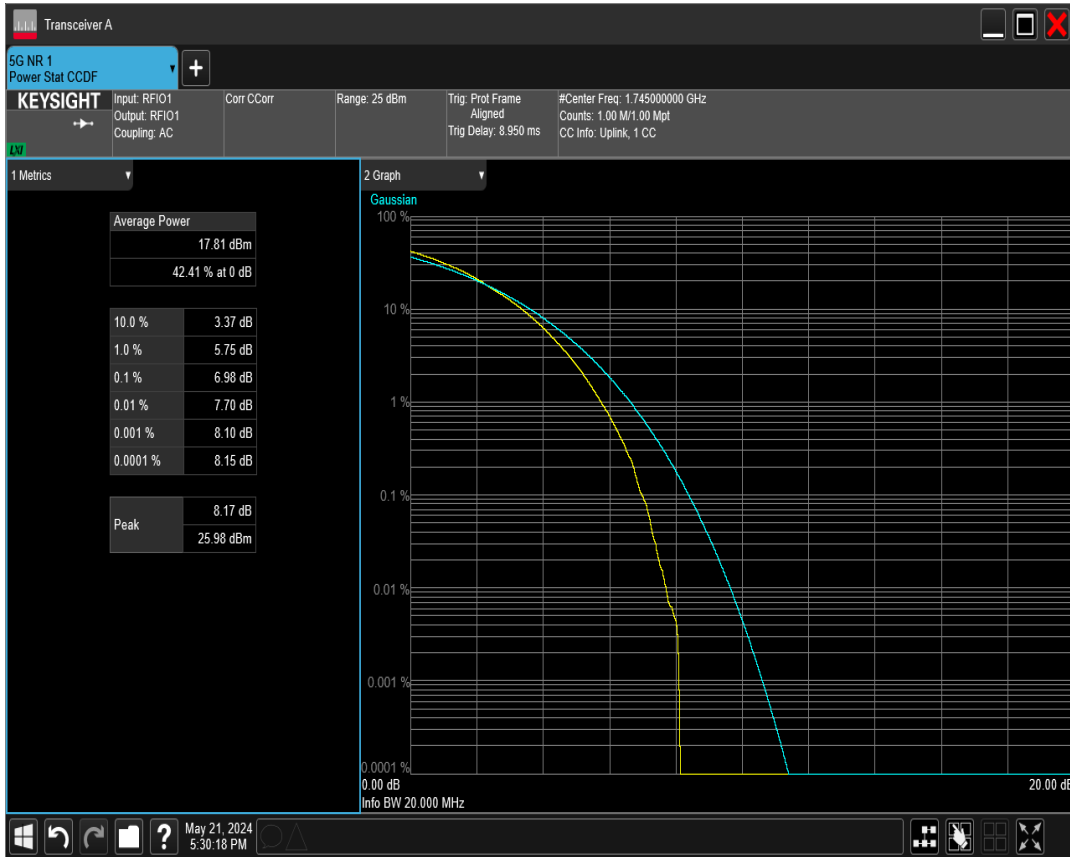 Transceiver A
5G NR 1
Power Stat CCDF
+
KEYSIGHT
LXI
Input: RFIO1
Output: RFIO1
Coupling: AC
Corr CCorr
Range: 25 dBm
Trig: Prot Frame
Aligned
Trig Delay: 8.950 ms
#Center Freq: 1.745000000 GHz
Counts: 1.00 M/1.00 Mpt
CC Info: Uplink, 1 CC
1 Metrics
Average Power
17.81 dBm
42.41 % at 0 dB
10.0 % 3.37 dB
1.0 % 5.75 dB
0.1 % 6.98 dB
0.01 % 7.70 dB
0.001 % 8.10 dB
0.0001 % 8.15 dB
Peak
8.17 dB
25.98 dBm
2 Graph
Gaussian
100 %
10 %
1 %
0.1 %
0.01 %
0.001 %
0.0001 %
0.00 dB 20.00 dB
Info BW 20.000 MHz
?
May 21, 2024
5:30:18 PM